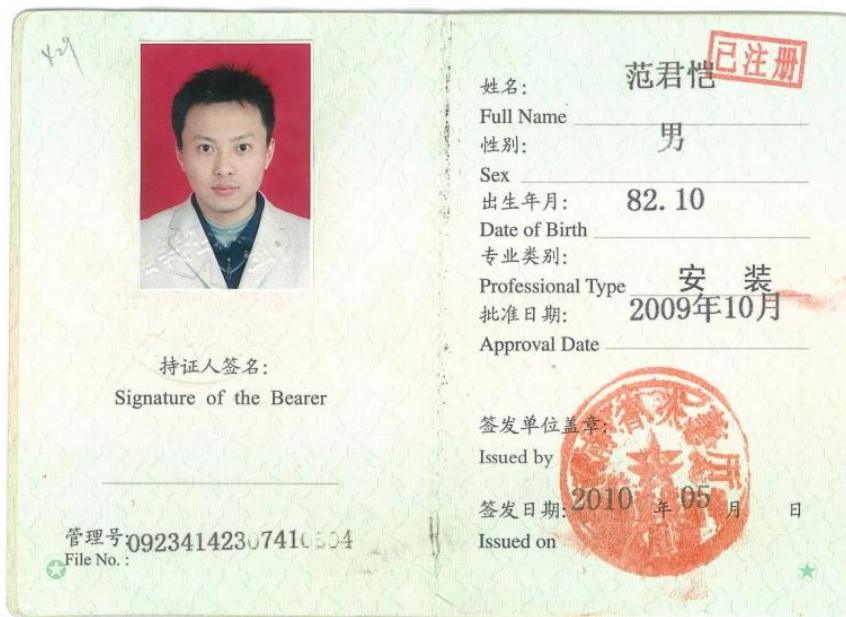 429
持证人签名:
Signature of the Bearer
管理号:
File No. :
已注册
姓名: 范君恺
Full Name
性别: 男
Sex
出生年月: 82.10
Date of Birth
专业类别:
Professional Type 安 装
批准日期: 2009年10月
Approval Date
签发单位盖章:
Issued by
签发日期: 2010 年 05 月 日
Issued on